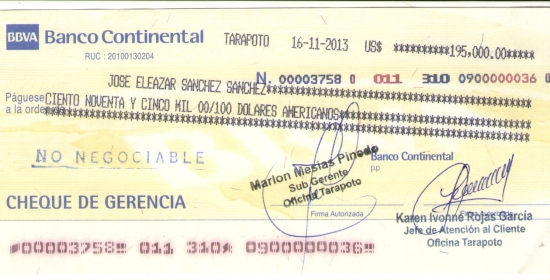 BBVA Banco Continental
RUC : 20100130204
TARAPOTO 16-11-2013 US$ **********195,000.00*****
JOSE ELEAZAR SANCHEZ SANCHEZ
N. 00003758 0 011 310 0900000036 0
Páguese a la orden
CIENTO NOVENTA Y CINCO MIL 00/100 DOLARES AMERICANOS
NO NEGOCIABLE
Marlon Mesias Pinedo
Sub Gerente
Oficina Tarapoto
Firma Autorizada
Banco Continental
pp
Karen Ivonne Rojas García
Jefe de Atención al Cliente
Oficina Tarapoto
CHEQUE DE GERENCIA
00003758 011 310 0900000036